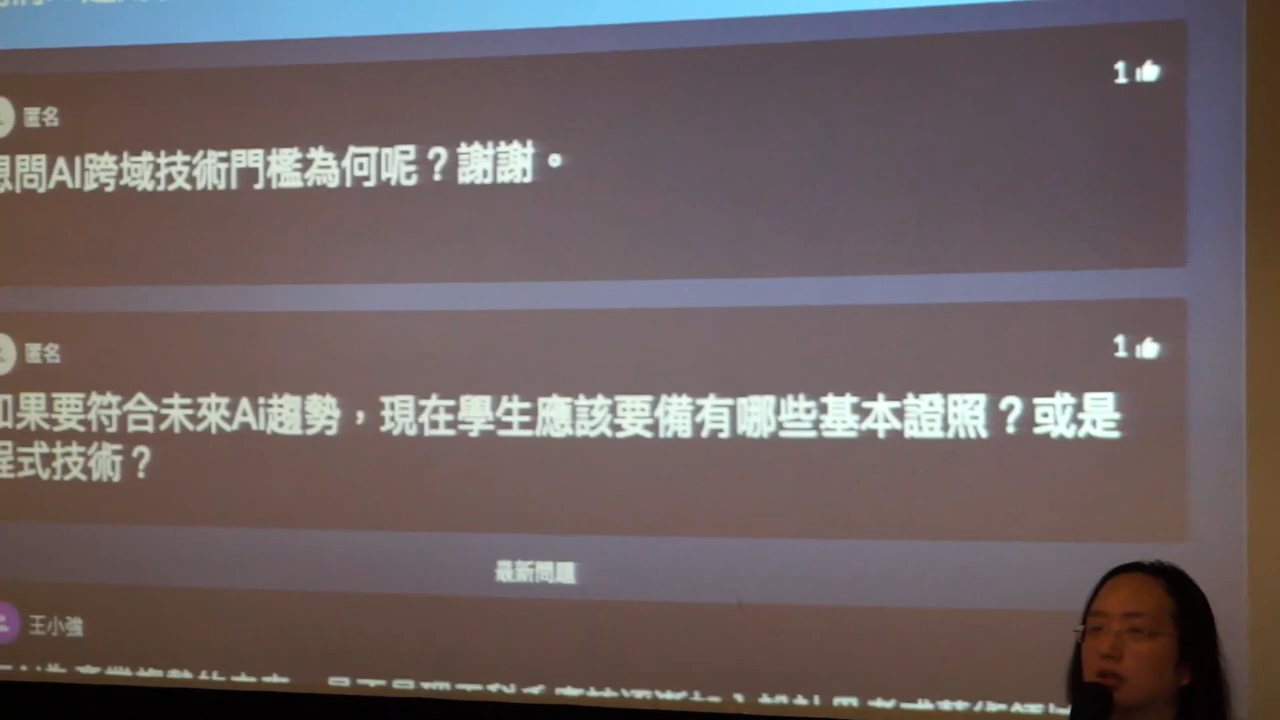 1
匿名
想問AI跨域技術門檻為何呢？謝謝。
1
匿名
如果要符合未來Ai趨勢，現在學生應該要備有哪些基本證照？或是
程式技術？
最新問題
王小強